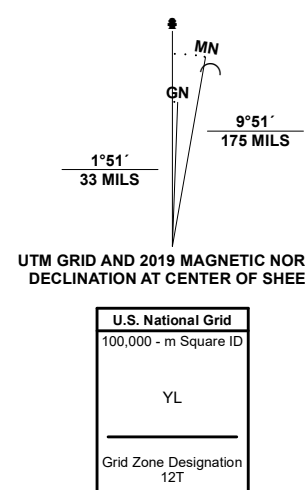 MN
GN
9°51´
175 MILS
1°51´
33 MILS
UTM GRID AND 2019 MAGNETIC NOR
DECLINATION AT CENTER OF SHEE
U.S. National Grid
100,000 - m Square ID
YL
Grid Zone Designation
12T